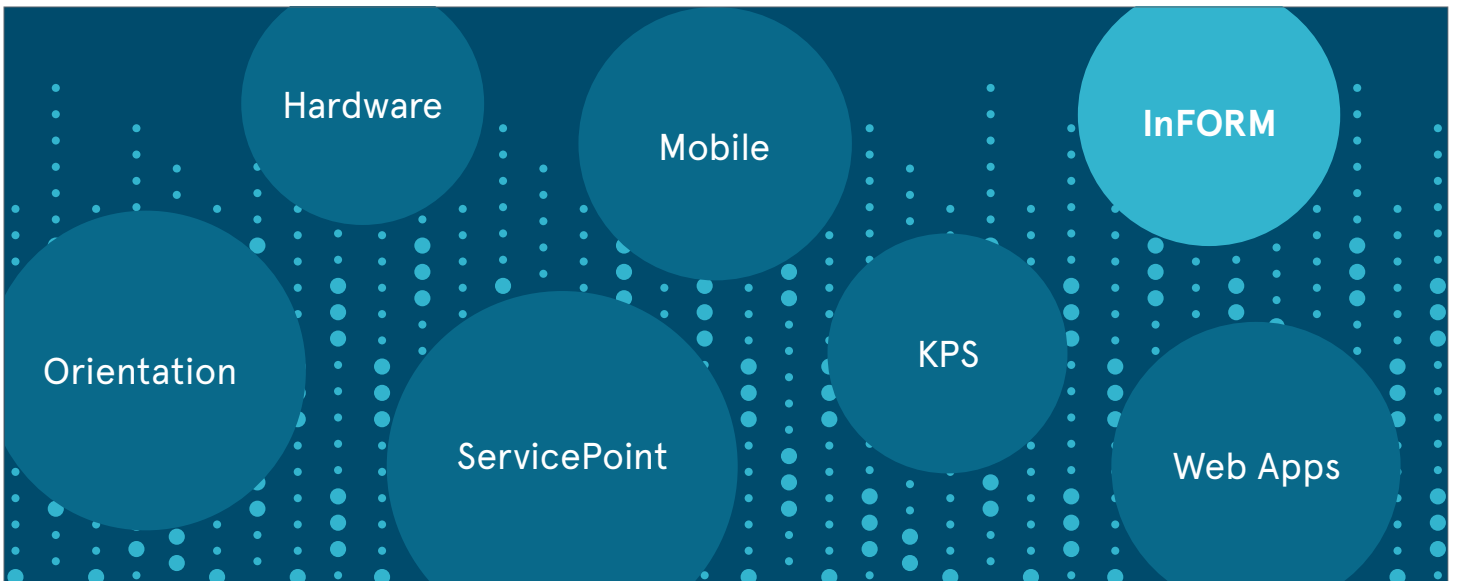 Hardware
Mobile
InFORM
Orientation
ServicePoint
KPS
Web Apps